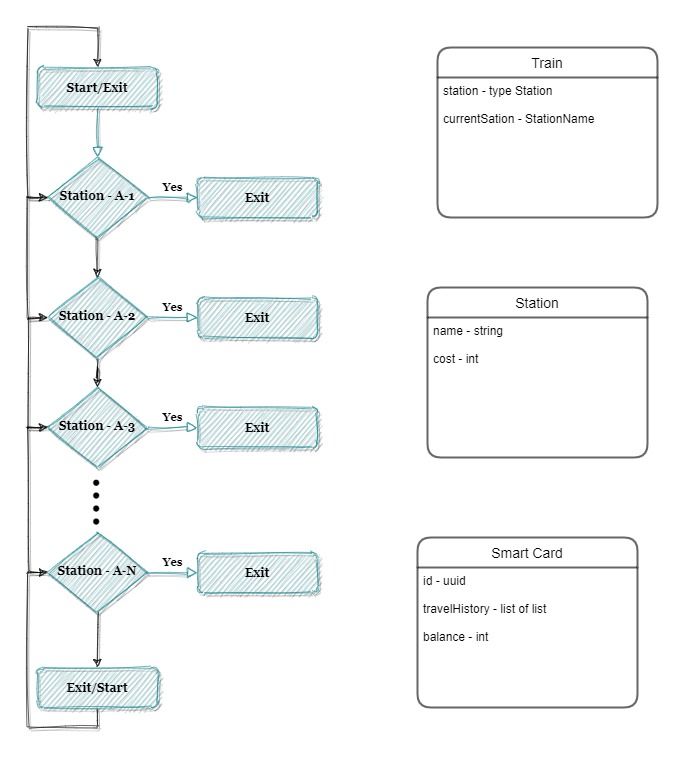 Start/Exit
Station - A-1
Yes
Exit
Station - A-2
Yes
Exit
Station - A-3
Yes
Exit
Station - A-N
Yes
Exit
Exit/Start
Train
station - type Station
currentSation - StationName
Station
name - string
cost - int
Smart Card
id - uuid
travelHistory - list of list
balance - int